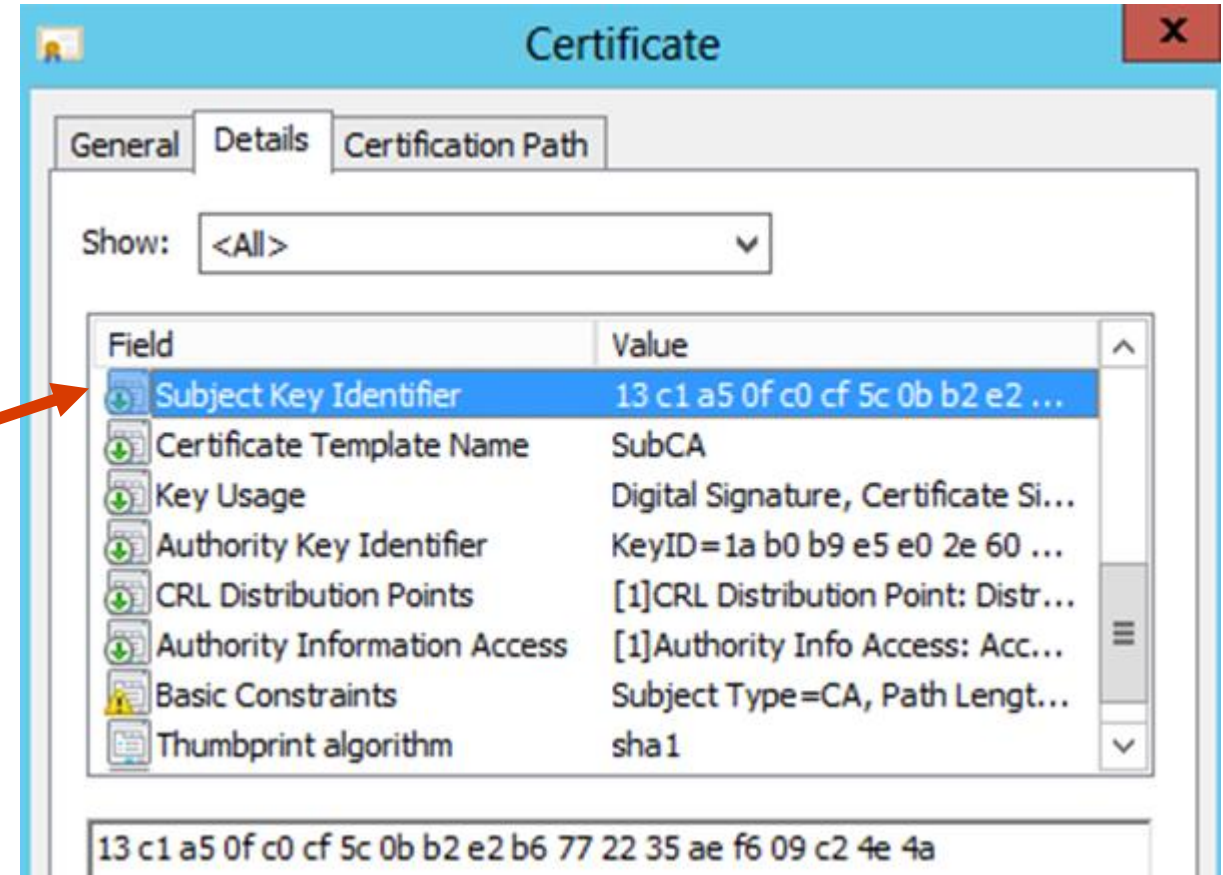 Certificate
x
General Details Certification Path
Show: <All>
Field Value
Subject Key Identifier 13 c1 a5 0f c0 cf 5c 0b b2 e2 ...
Certificate Template Name SubCA
Key Usage Digital Signature, Certificate Si...
Authority Key Identifier KeyID=1a b0 b9 e5 e0 2e 60 ...
CRL Distribution Points [1]CRL Distribution Point: Distr...
Authority Information Access [1]Authority Info Access: Acc...
Basic Constraints Subject Type=CA, Path Lengt...
Thumbprint algorithm sha1
13 c1 a5 0f c0 cf 5c 0b b2 e2 b6 77 22 35 ae f6 09 c2 4e 4a